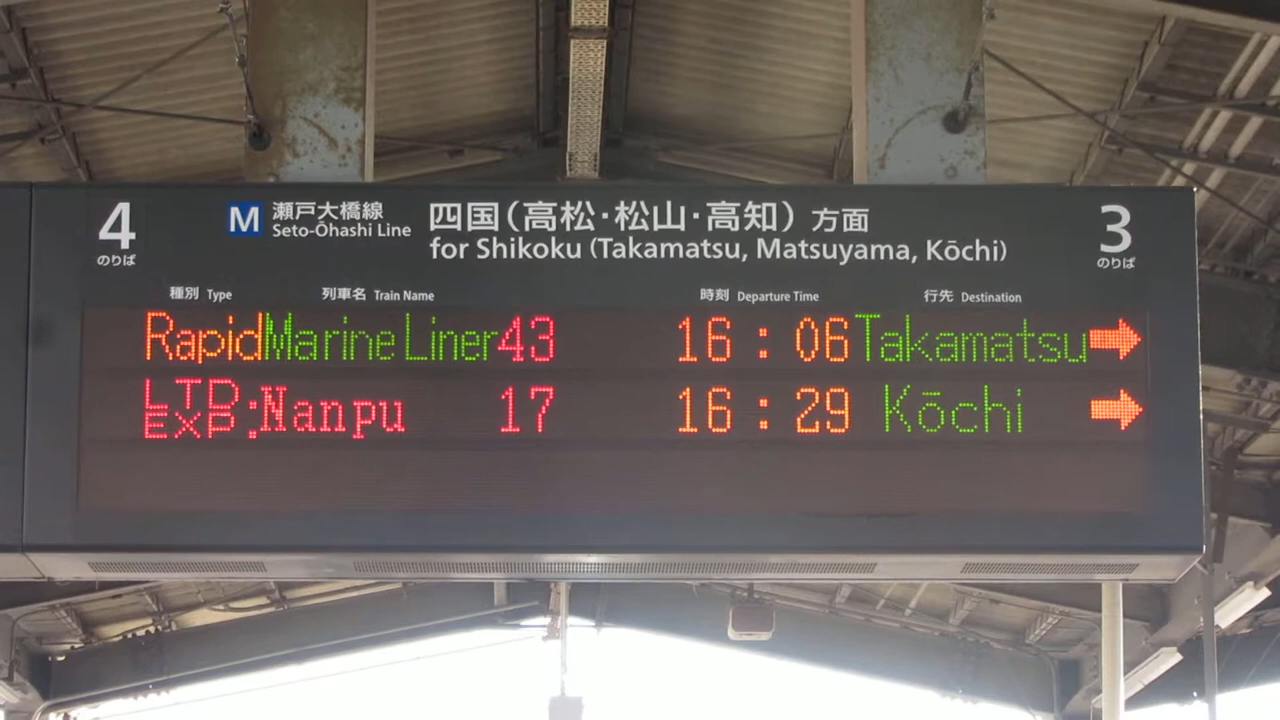 4 のりば
M 瀬戸大橋線 Seto-Ōhashi Line
四国(高松・松山・高知)方面
for Shikoku (Takamatsu, Matsuyama, Kōchi)
3 のりば
種別 Type 列車名 Train Name 時刻 Departure Time 行先 Destination
Rapid Marine Liner 43 16:06 Takamatsu
LTD. EXP. Nanpu 17 16:29 Kōchi